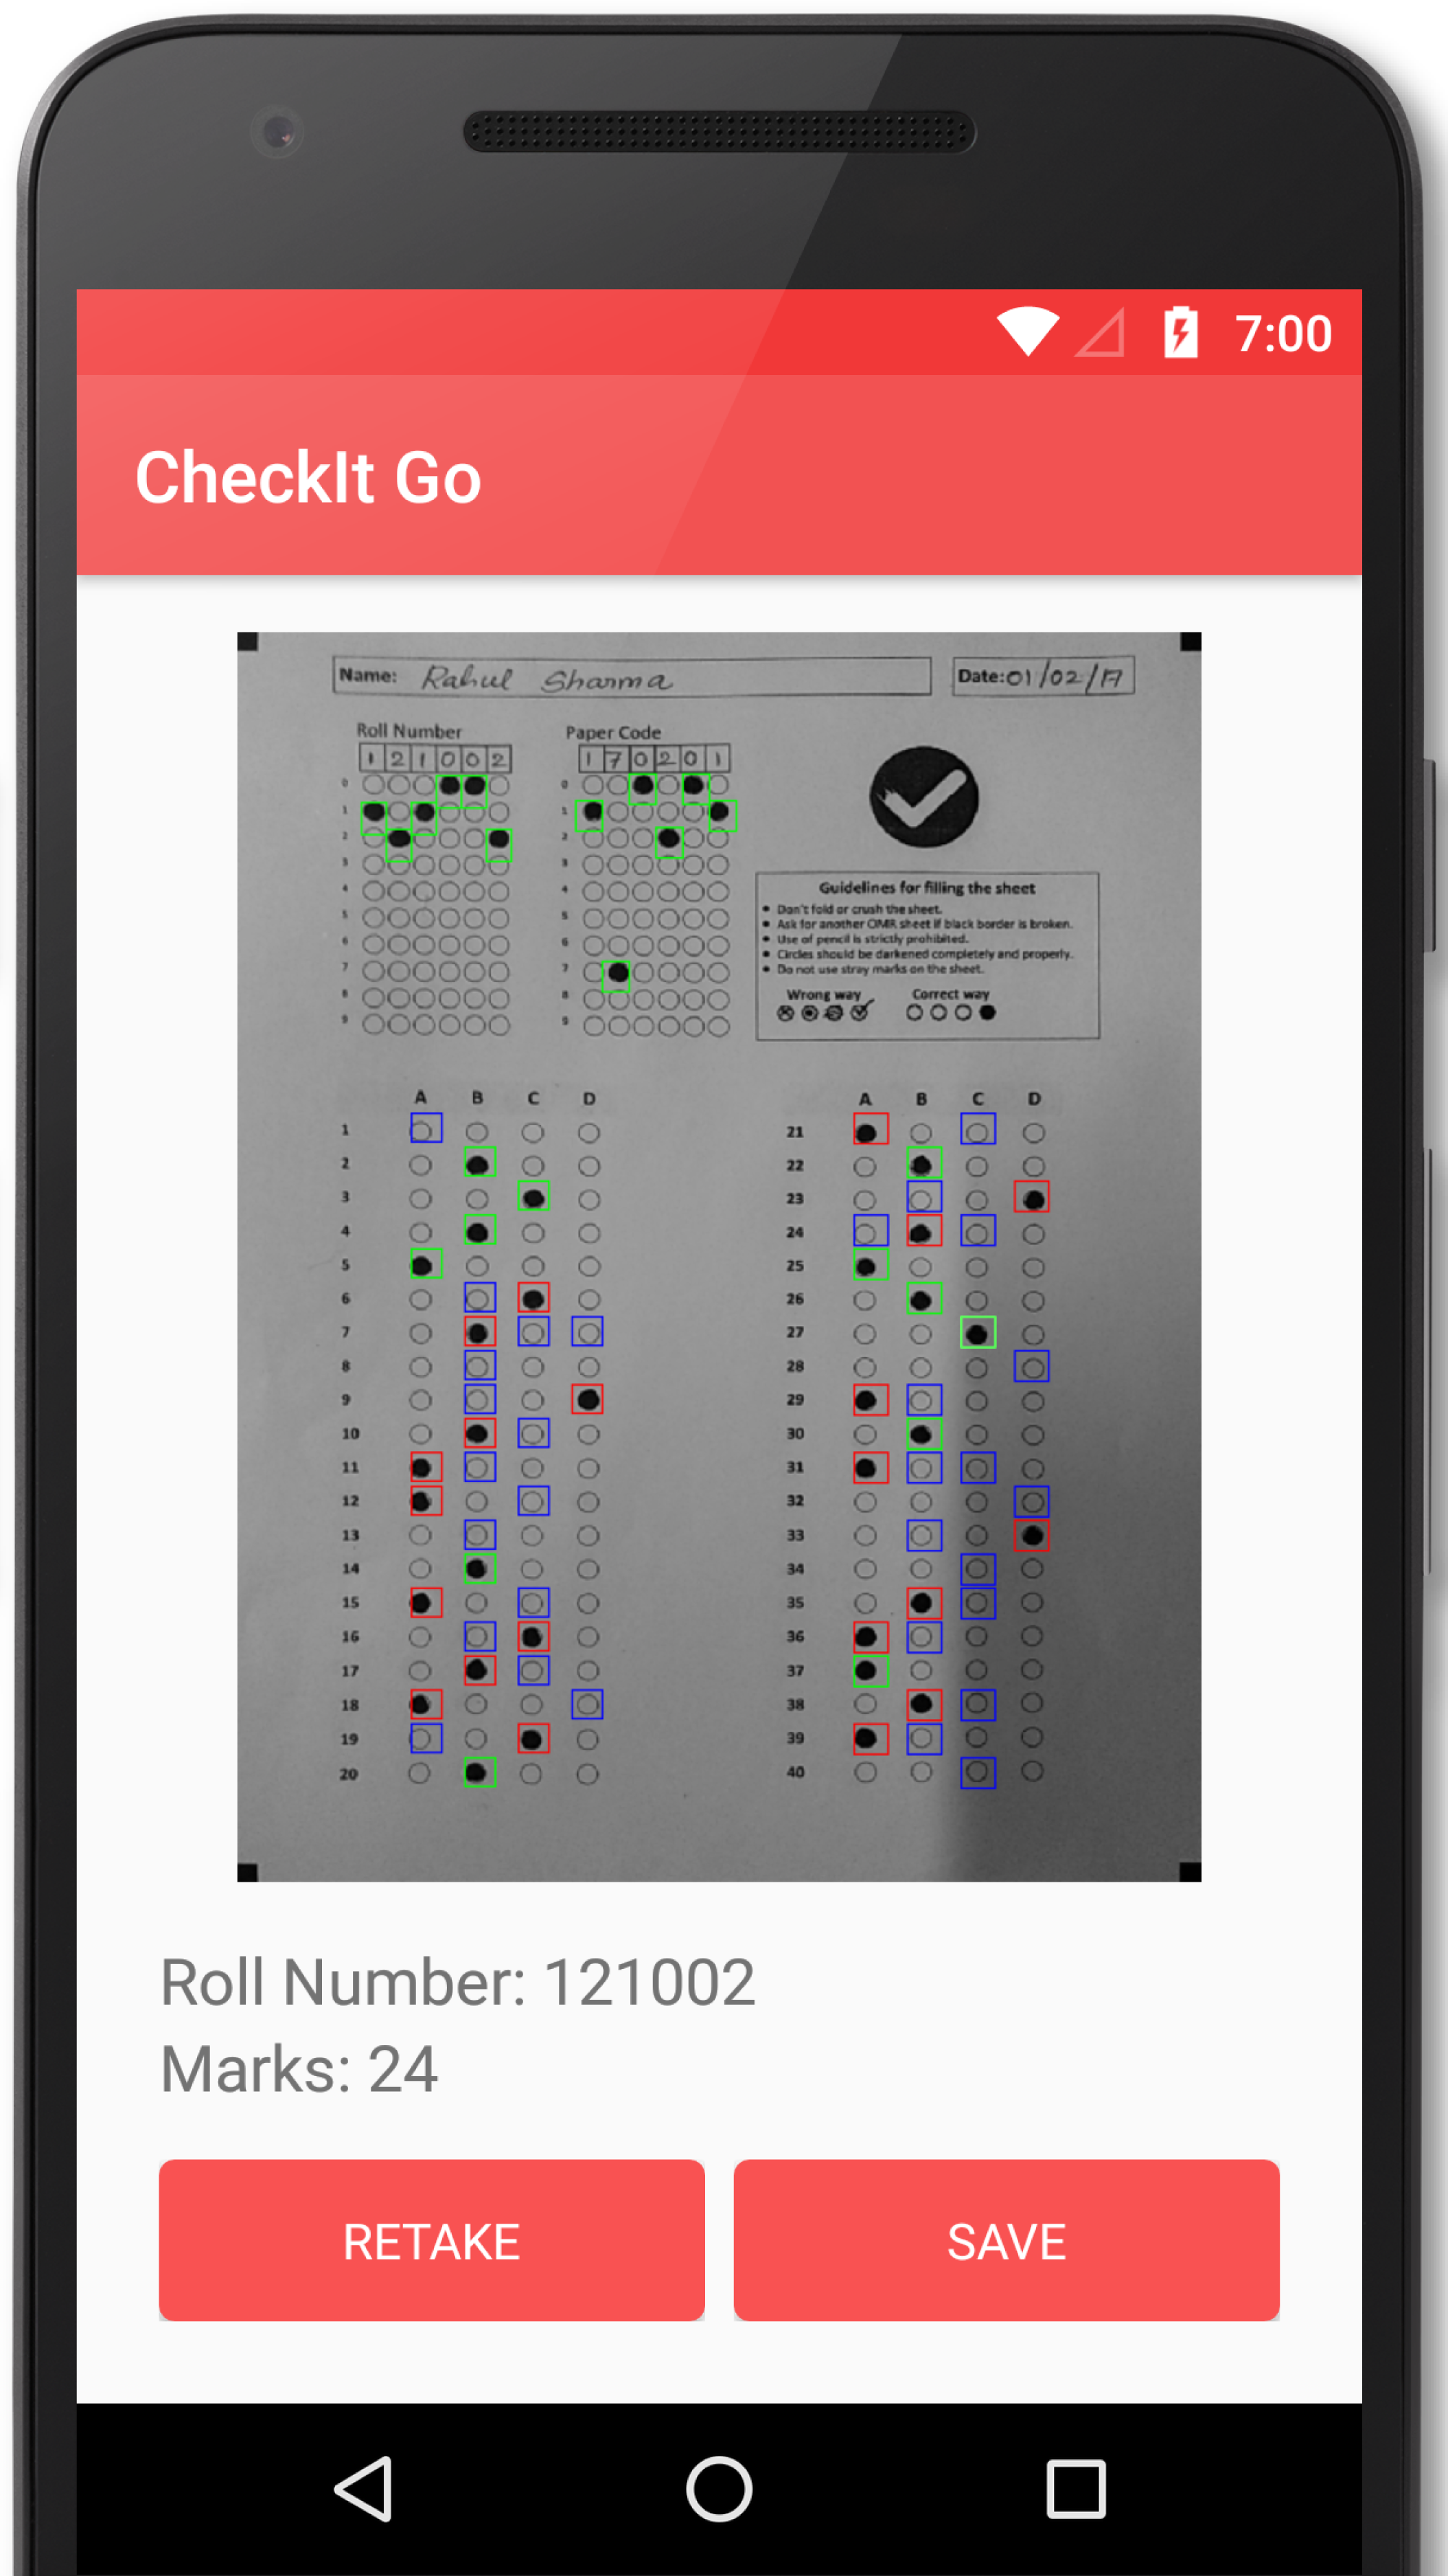 7:00
CheckIt Go
Name: Rahul Sharma Date: 01/02/17
Roll Number Paper Code
1 2 1 0 0 2 1 7 0 2 0 1
0 0
1 1
2 2
3 3
4 4
5 5
6 6
7 7
8 8
9 9
Guidelines for filling the sheet
• Don't fold or crush the sheet.
• Ask for another OMR sheet if black border is broken.
• Use of pencil is strictly prohibited.
• Circles should be darkened completely and properly.
• Do not use stray marks on the sheet.
Wrong way Correct way
A B C D A B C D
1 21
2 22
3 23
4 24
5 25
6 26
7 27
8 28
9 29
10 30
11 31
12 32
13 33
14 34
15 35
16 36
17 37
18 38
19 39
20 40
Roll Number: 121002
Marks: 24
RETAKE SAVE